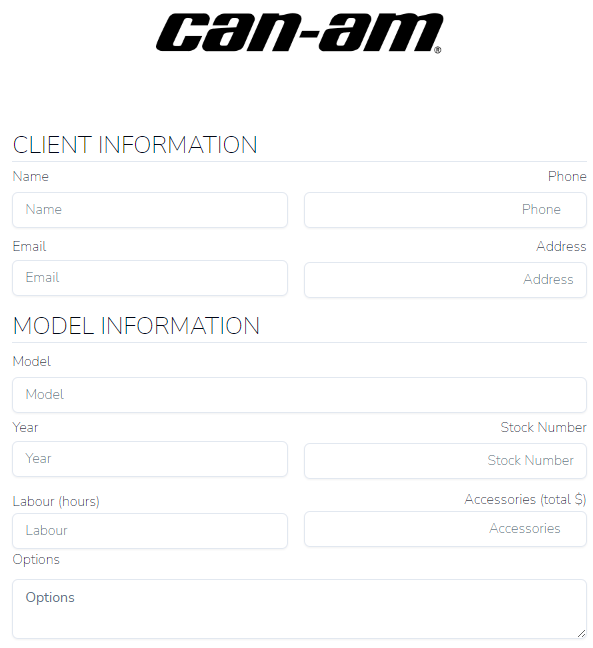 can-am®
CLIENT INFORMATION
Name Phone
Name Phone
Email Address
Email Address
MODEL INFORMATION
Model
Model
Year Stock Number
Year Stock Number
Labour (hours) Accessories (total $)
Labour Accessories
Options
Options